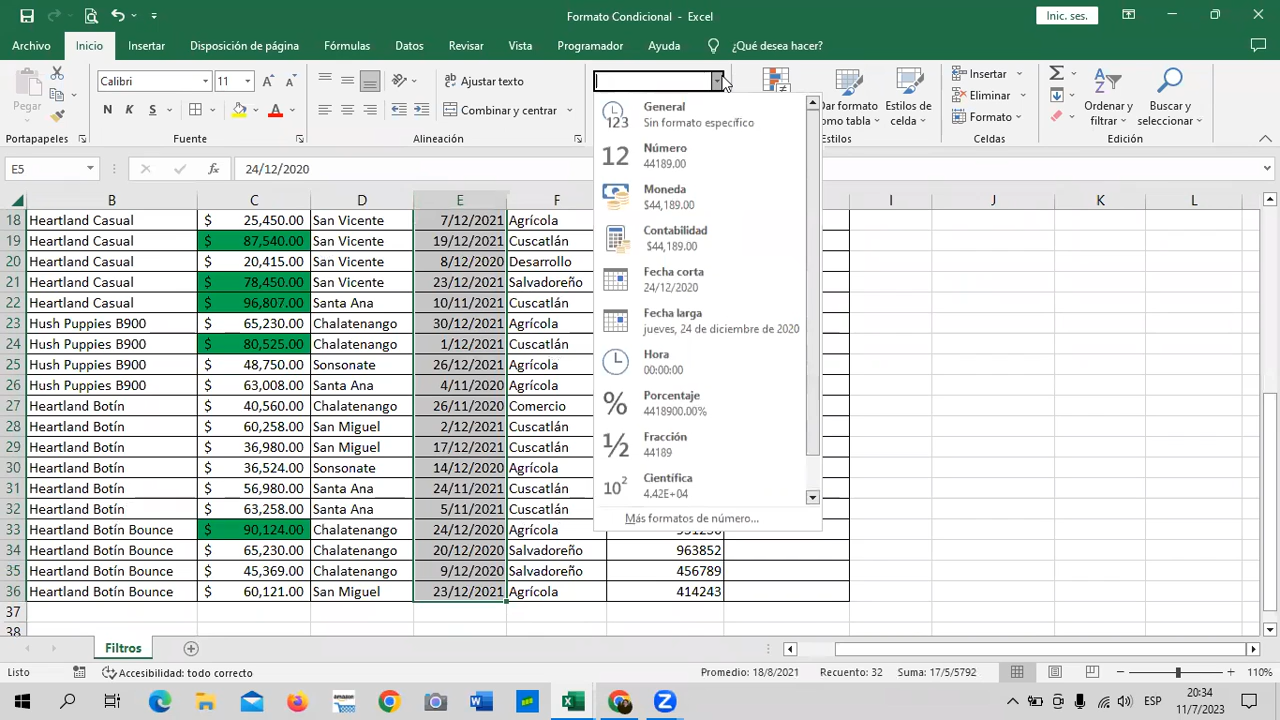 Formato Condicional - Excel
Inic. ses.
Archivo Inicio Insertar Disposición de página Fórmulas Datos Revisar Vista Programador Ayuda ¿Qué desea hacer?
Pegar
Calibri 11 A A
N K S
Ajustar texto
Combinar y centrar
Dar formato
como tabla
Estilos de
celda
Insertar
Eliminar
Formato
Ordenar y
filtrar
Buscar y
seleccionar
Portapapeles Fuente Alineación Estilos Celdas Edición
E5 fx 24/12/2020
B C D E F I J K L
18 Heartland Casual $ 25,450.00 San Vicente 7/12/2021 Agrícola
19 Heartland Casual $ 87,540.00 San Vicente 19/12/2021 Cuscatlán
20 Heartland Casual $ 20,415.00 San Vicente 8/12/2020 Desarrollo
21 Heartland Casual $ 78,450.00 San Vicente 23/12/2021 Salvadoreño
22 Heartland Casual $ 96,807.00 Santa Ana 10/11/2021 Cuscatlán
23 Hush Puppies B900 $ 65,230.00 Chalatenango 30/12/2021 Agrícola
24 Hush Puppies B900 $ 80,525.00 Chalatenango 1/12/2021 Cuscatlán
25 Hush Puppies B900 $ 48,750.00 Sonsonate 26/12/2021 Agrícola
26 Hush Puppies B900 $ 63,008.00 Santa Ana 4/11/2020 Agrícola
27 Heartland Botín $ 40,560.00 Chalatenango 26/11/2020 Comercio
28 Heartland Botín $ 60,258.00 San Miguel 2/12/2021 Cuscatlán
29 Heartland Botín $ 36,980.00 San Miguel 17/12/2021 Cuscatlán
30 Heartland Botín $ 36,524.00 Sonsonate 14/12/2020 Agrícola
31 Heartland Botín $ 56,980.00 Santa Ana 24/11/2021 Cuscatlán
32 Heartland Botín $ 63,258.00 Santa Ana 5/11/2021 Cuscatlán
33 Heartland Botín Bounce $ 90,124.00 Chalatenango 24/12/2020 Agrícola
34 Heartland Botín Bounce $ 65,230.00 Chalatenango 20/12/2020 Salvadoreño 963852
35 Heartland Botín Bounce $ 45,369.00 Chalatenango 9/12/2020 Salvadoreño 456789
36 Heartland Botín Bounce $ 60,121.00 San Miguel 23/12/2021 Agrícola 414243
37
38
General
Sin formato específico
123
12
Número
44189.00
Moneda
$44,189.00
Contabilidad
$44,189.00
Fecha corta
24/12/2020
Fecha larga
jueves, 24 de diciembre de 2020
Hora
00:00:00
%
Porcentaje
4418900.00%
½
Fracción
44189
10²
Científica
4.42E+04
Más formatos de número...
Filtros
Listo Accesibilidad: todo correcto Promedio: 18/8/2021 Recuento: 32 Suma: 17/5/5792 110%
ESP
20:34
11/7/2023